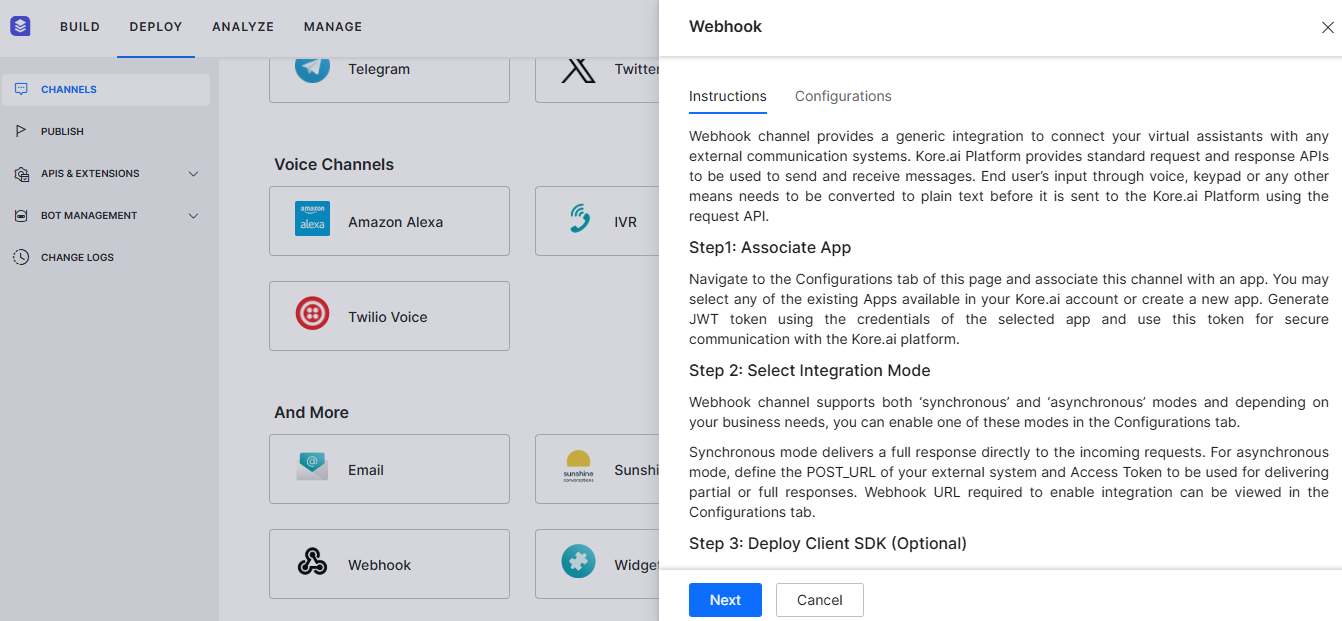 BUILD
DEPLOY
ANALYZE
MANAGE
CHANNELS
PUBLISH
APIS & EXTENSIONS
BOT MANAGEMENT
CHANGE LOGS
Telegram
Twitter
Voice Channels
amazon
alexa
Amazon Alexa
IVR
Twilio Voice
And More
@
Email
sunshine
conversations
Sunshi
Webhook
Widge
Webhook
Instructions
Configurations
Webhook channel provides a generic integration to connect your virtual assistants with any
external communication systems. Kore.ai Platform provides standard request and response APIs
to be used to send and receive messages. End user’s input through voice, keypad or any other
means needs to be converted to plain text before it is sent to the Kore.ai Platform using the
request API.
Step1: Associate App
Navigate to the Configurations tab of this page and associate this channel with an app. You may
select any of the existing Apps available in your Kore.ai account or create a new app. Generate
JWT token using the credentials of the selected app and use this token for secure
communication with the Kore.ai platform.
Step 2: Select Integration Mode
Webhook channel supports both ‘synchronous’ and ‘asynchronous’ modes and depending on
your business needs, you can enable one of these modes in the Configurations tab.
Synchronous mode delivers a full response directly to the incoming requests. For asynchronous
mode, define the POST_URL of your external system and Access Token to be used for delivering
partial or full responses. Webhook URL required to enable integration can be viewed in the
Configurations tab.
Step 3: Deploy Client SDK (Optional)
Next
Cancel